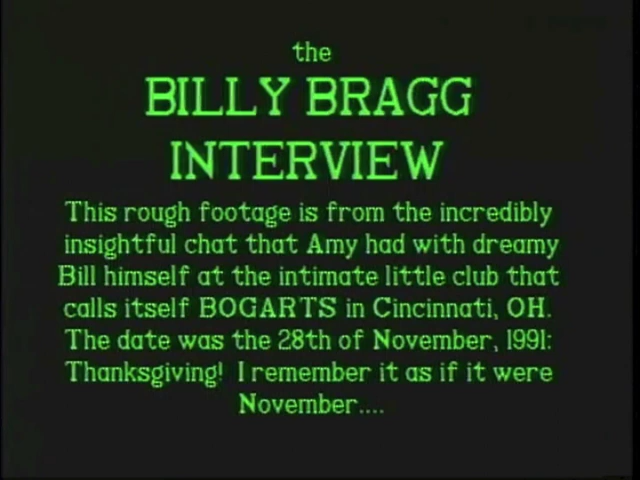 the
BILLY BRAGG
INTERVIEW
This rough footage is from the incredibly
insightful chat that Amy had with dreamy
Bill himself at the intimate little club that
calls itself BOGARTS in Cincinnati, OH.
The date was the 28th of November, 1991:
Thanksgiving! I remember it as if it were
November....